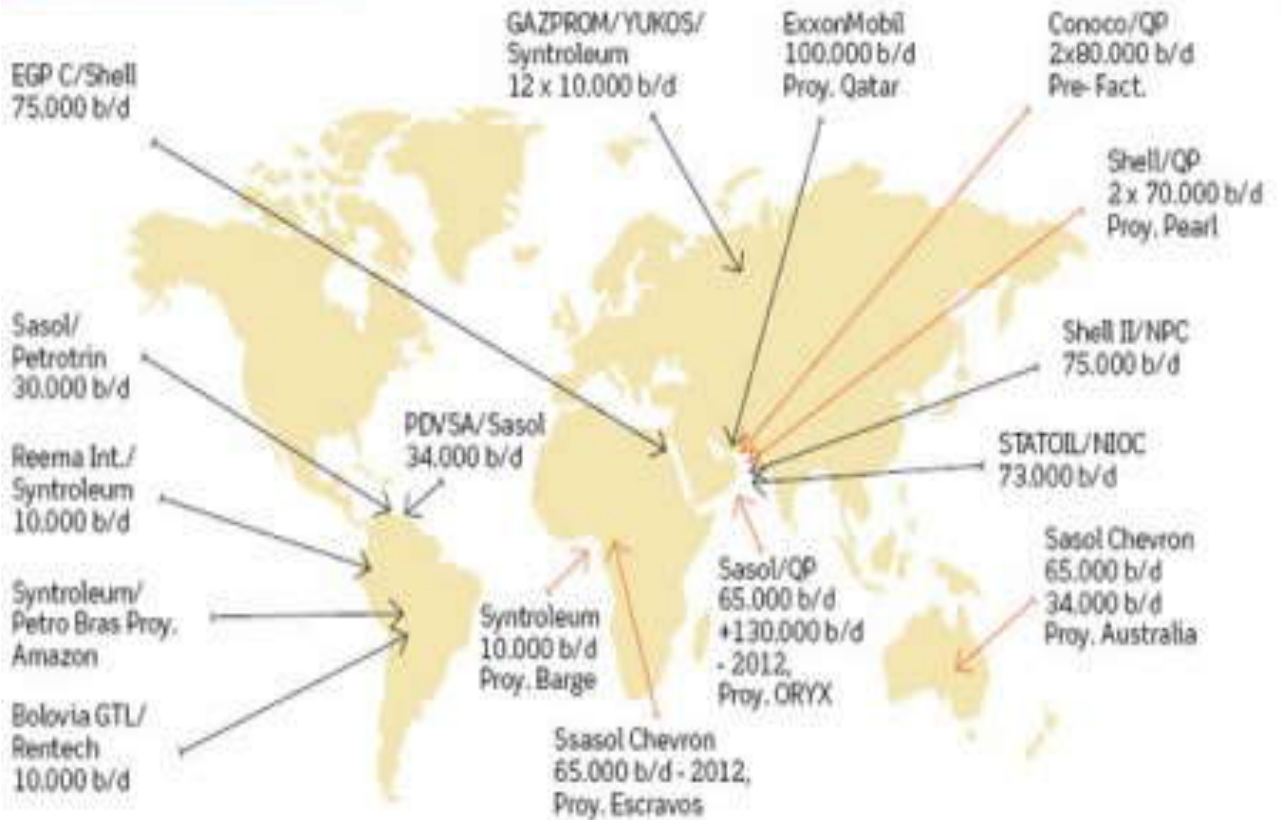 EGP C/Shell
75.000 b/d
GAZPROM/YUKOS/
Syntroleum
12 x 10.000 b/d
ExxonMobil
100.000 b/d
Proy. Qatar
Conoco/QP
2x80.000 b/d
Pre- Fact.
Shell/QP
2 x 70.000 b/d
Proy. Pearl
Sasol/
Petrotrin
30.000 b/d
PDVSA/Sasol
34.000 b/d
Shell II/NPC
75.000 b/d
Reema Int./
Syntroleum
10.000 b/d
STATOIL/NIOC
73.000 b/d
Syntroleum/
Petro Bras Proy.
Amazon
Syntroleum
10.000 b/d
Proy. Barge
Sasol/QP
65.000 b/d
+130.000 b/d
- 2012,
Proy. ORYX
Sasol Chevron
65.000 b/d
34.000 b/d
Proy. Australia
Bolovia GTL/
Rentech
10.000 b/d
Ssasol Chevron
65.000 b/d - 2012,
Proy. Escravos